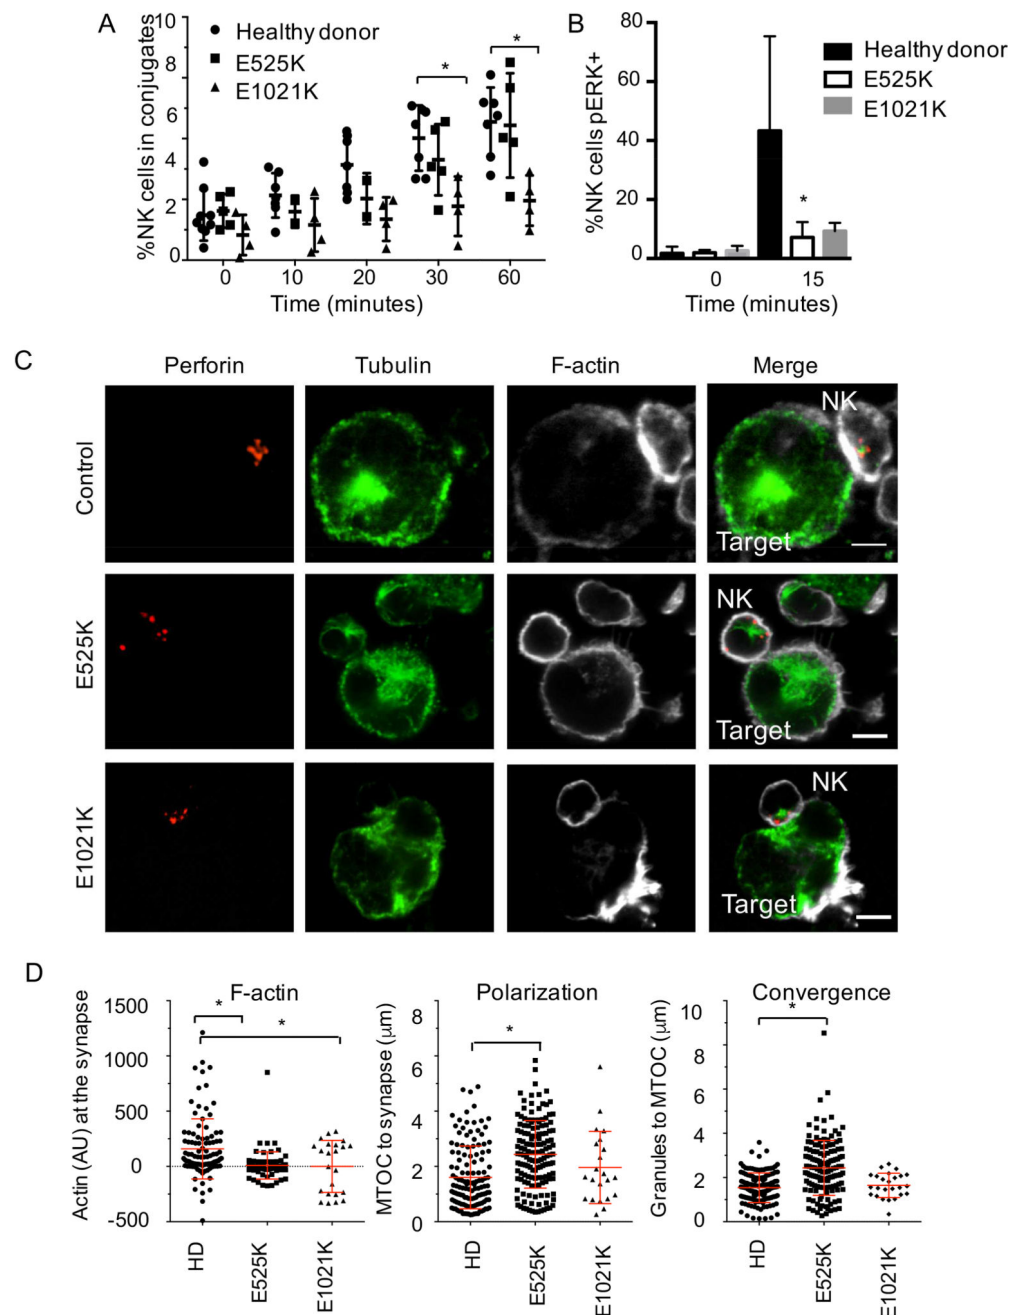 A
%NK cells in conjugates
10
8
6
4
2
0
Healthy donor
E525K
E1021K
*
*
0 10 20 30 60
Time (minutes)
B
%NK cells pERK+
80
60
40
20
0
Healthy donor
E525K
E1021K
*
0 15
Time (minutes)
C
Perforin Tubulin F-actin Merge
Control
NK
Target
E525K
NK
Target
E1021K
NK
Target
D
F-actin
Actin (AU) at the synapse
1500
1000
500
0
-500
*
*
HD E525K E1021K
Polarization
MTOC to synapse (μm)
8
6
4
2
0
*
HD E525K E1021K
Convergence
Granules to MTOC (μm)
10
8
6
4
2
0
*
HD E525K E1021K